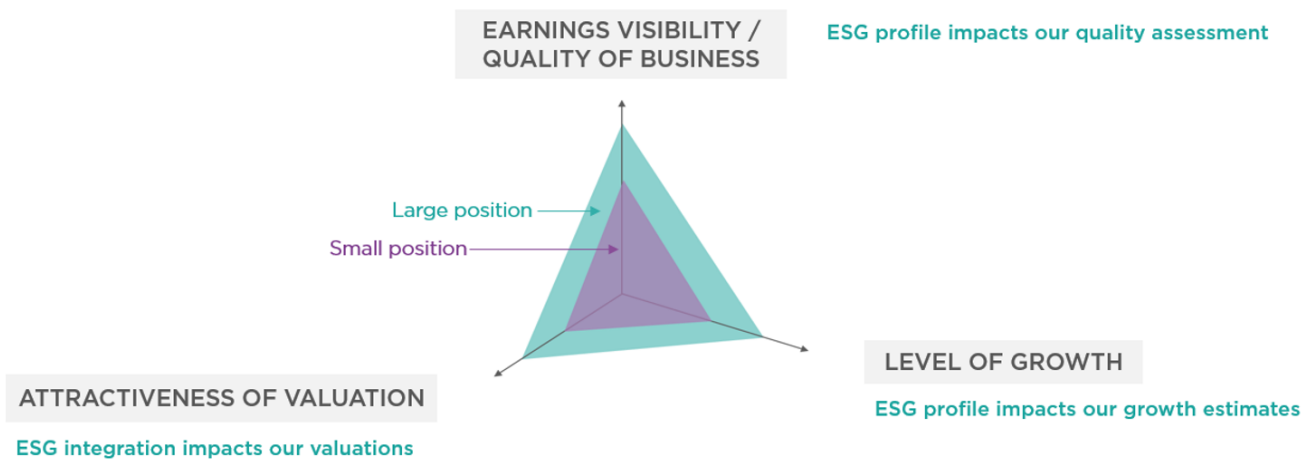 EARNINGS VISIBILITY /
QUALITY OF BUSINESS
ESG profile impacts our quality assessment
Large position
Small position
LEVEL OF GROWTH
ESG profile impacts our growth estimates
ATTRACTIVENESS OF VALUATION
ESG integration impacts our valuations